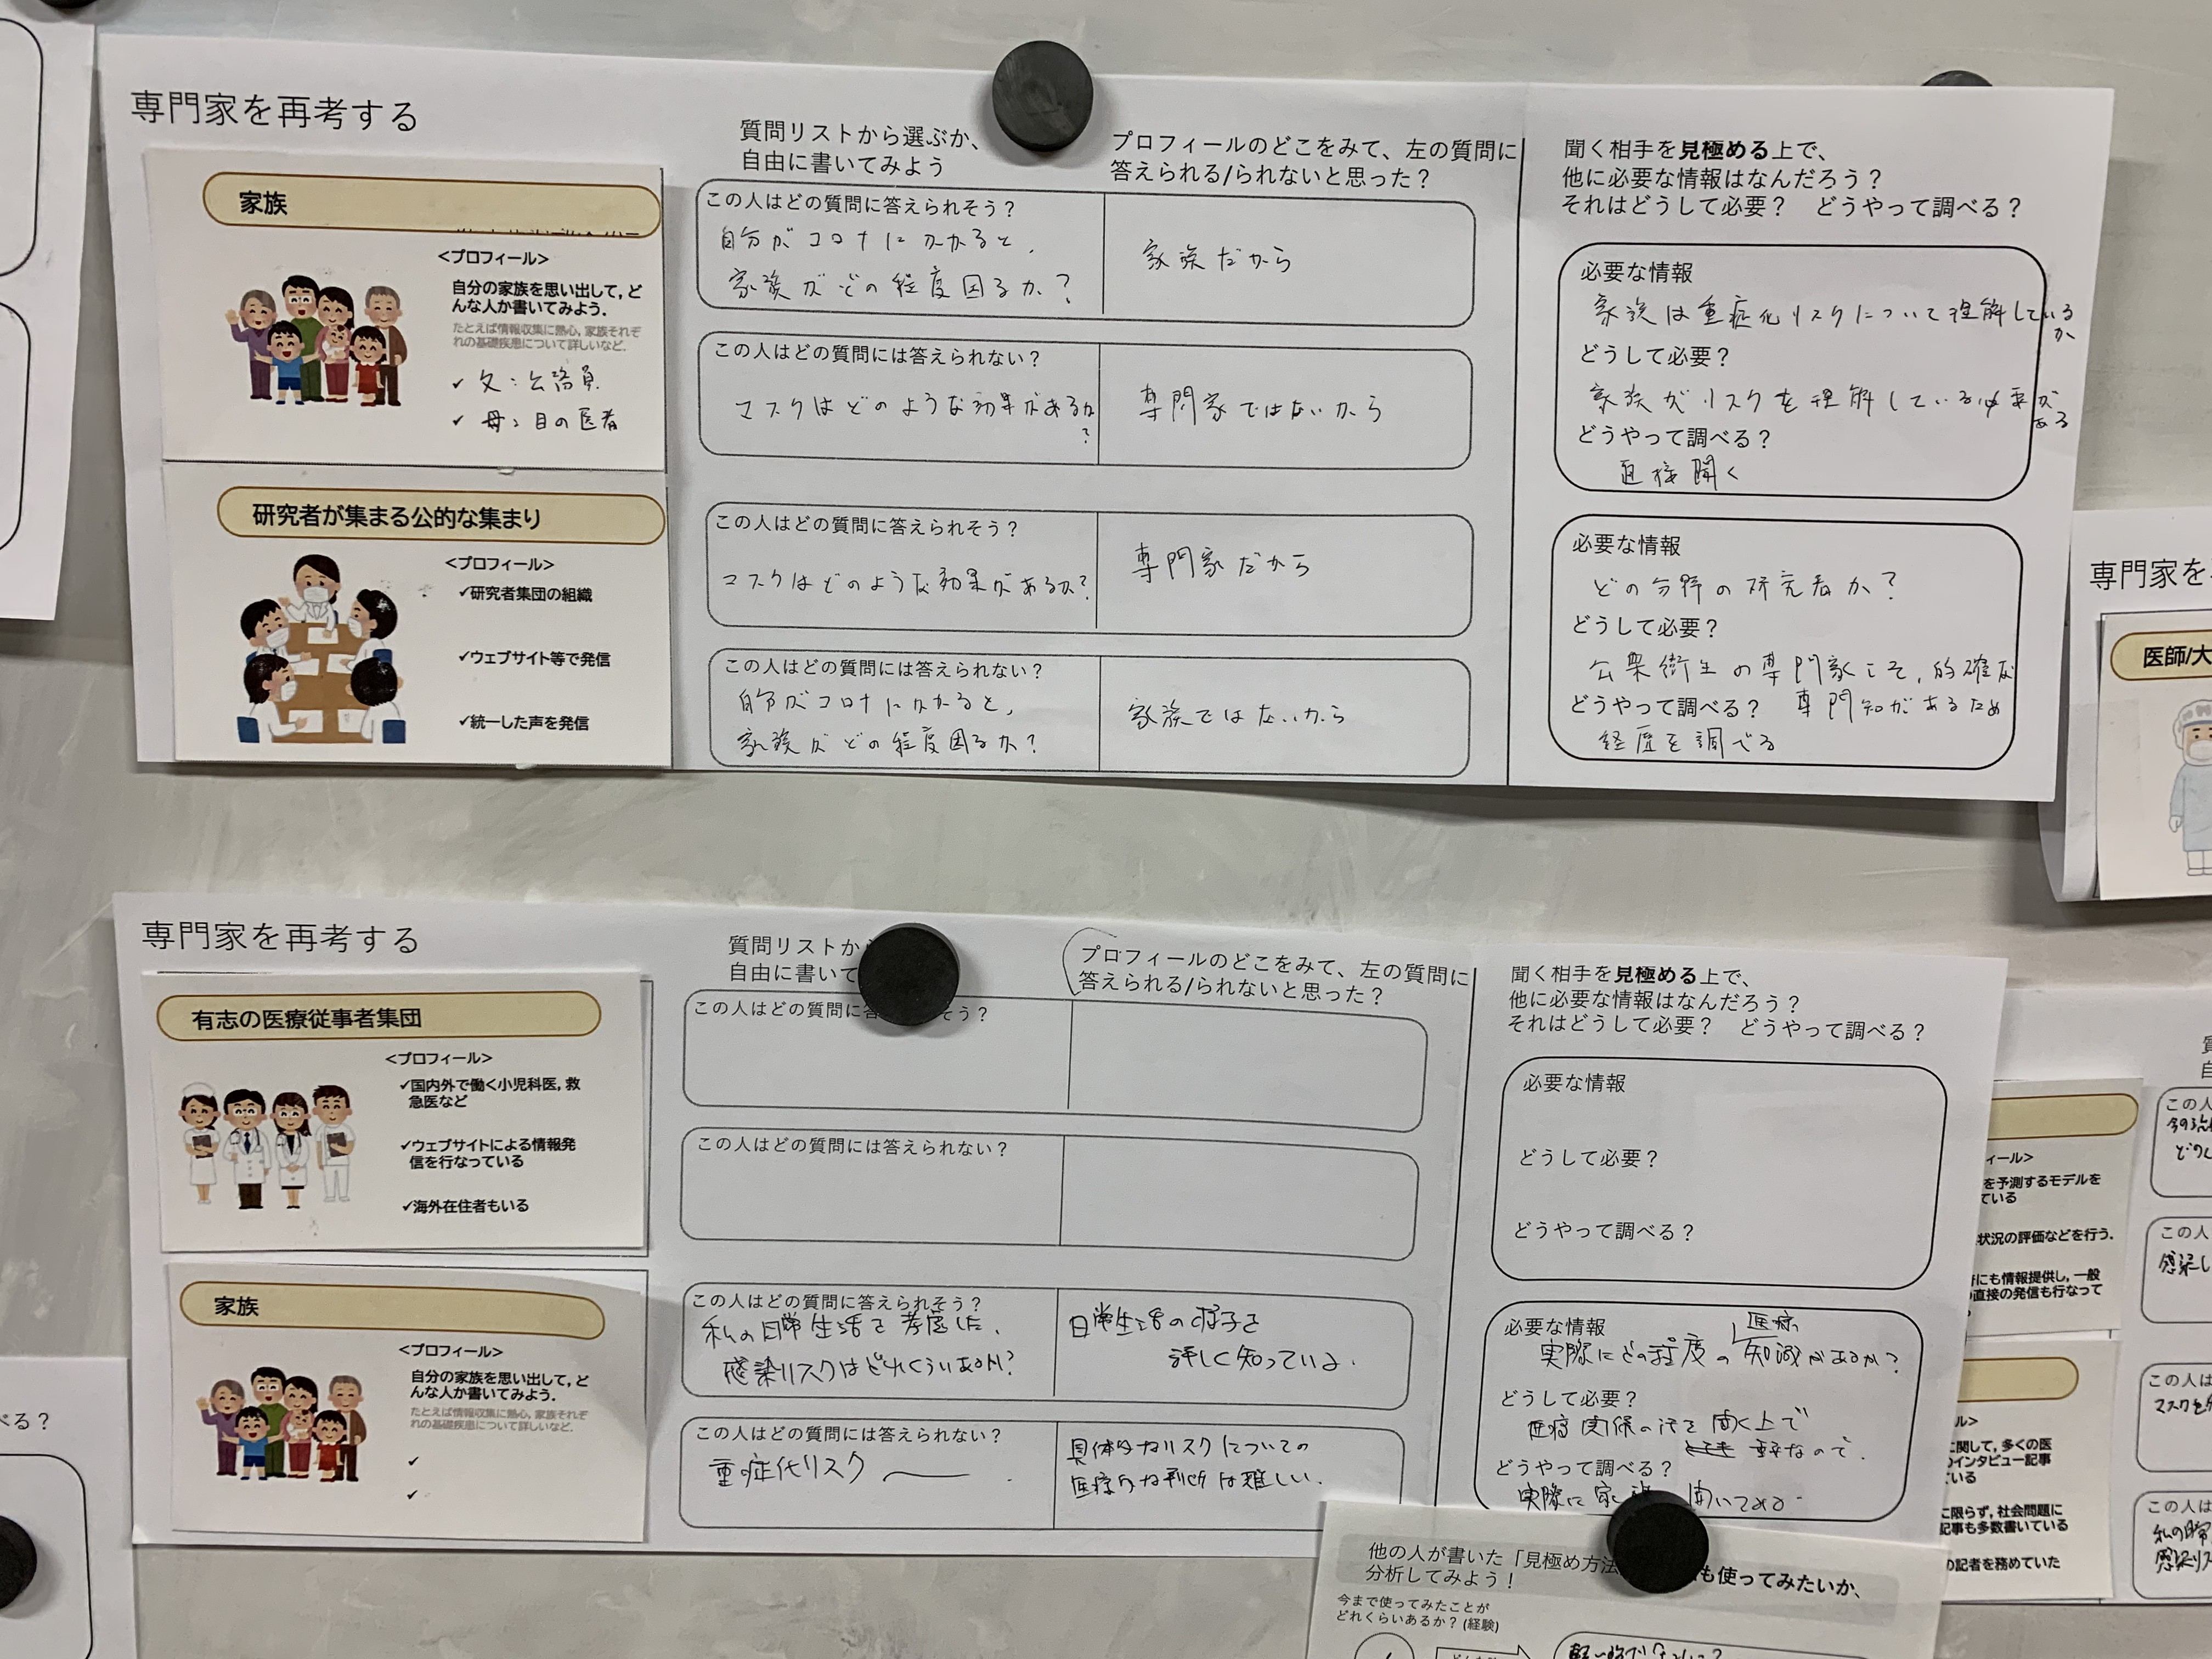 専門家を再考する
質問リストから選ぶか、
自由に書いてみよう
プロフィールのどこをみて、左の質問に
答えられる/られないと思った？
聞く相手を見極める上で、
他に必要な情報はなんだろう？
それはどうして必要？　どうやって調べる？
家族
<プロフィール>
自分の家族を思い出して，ど
んな人か書いてみよう．
たとえば情報収集に熱心，家族それぞ
れの基礎疾患について詳しいなど．
✓ 父：公務員
✓ 母：目の医者
この人はどの質問に答えられそう？
自分がコロナにかかると，
家族がどの程度困るか？
家族だから
この人はどの質問には答えられない？
マスクはどのような効果があるか
？
専門家ではないから
必要な情報
家族は重症化リスクについて理解している
か
どうして必要？
家族がリスクを理解している必要が
ある
どうやって調べる？
直接聞く
研究者が集まる公的な集まり
<プロフィール>
✓研究者集団の組織
✓ウェブサイト等で発信
✓統一した声を発信
この人はどの質問に答えられそう？
マスクはどのような効果があるか？
専門家だから
この人はどの質問には答えられない？
自分がコロナにかかると，
家族がどの程度困るか？
家族ではないから
必要な情報
どの分野の研究者か？
どうして必要？
公衆衛生の専門家こそ，的確な
専門知があるため
どうやって調べる？
経歴を調べる
専門家を
医師/大
専門家を再考する
質問リストか
自由に書いて
プロフィールのどこをみて、左の質問に
答えられる/られないと思った？
聞く相手を見極める上で、
他に必要な情報はなんだろう？
それはどうして必要？　どうやって調べる？
有志の医療従事者集団
<プロフィール>
✓国内外で働く小児科医，救
急医など
✓ウェブサイトによる情報発
信を行なっている
✓海外在住者もいる
この人はどの質問に答 そう？
この人はどの質問には答えられない？
必要な情報
どうして必要？
どうやって調べる？
家族
<プロフィール>
自分の家族を思い出して，ど
んな人か書いてみよう．
たとえば情報収集に熱心，家族それぞ
れの基礎疾患について詳しいなど．
✓
✓
この人はどの質問に答えられそう？
私の日常生活を考慮した，
感染リスクはどれくらいあるか？
日常生活の様子を
詳しく知っている．
この人はどの質問には答えられない？
重症化リスク
具体的なリスクについての
医療的な判断は難しい．
必要な情報
実際にどの程度の医療知識があるか？
どうして必要？
医療関係の話を聞く上で
重要なので．
どうやって調べる？
実際に家 聞いてみる
ィール>
を予測するモデルを
ている
状況の評価などを行う．
にも情報提供し，一般
直接の発信も行なって
に関して，多くの医
インタビュー記事
いる
に限らず，社会問題に
記事も多数書いている
の記者を務めていた
この人
この人
感染し
この人は
この人は
私の日常
感染リス
べる？
他の人が書いた「見極め方法
も使ってみたいか、
分析してみよう！
今まで使ってみたことが
どれくらいあるか？(経験)